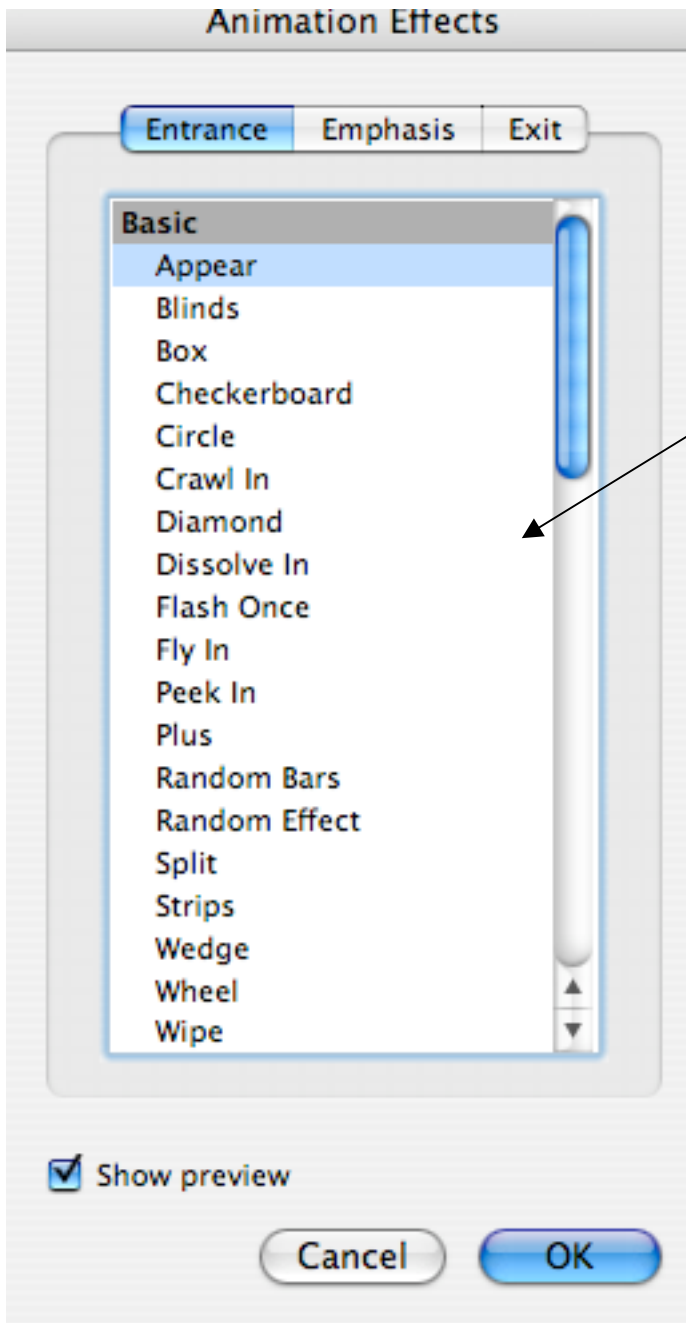 Animation Effects
Entrance Emphasis Exit
Basic
Appear
Blinds
Box
Checkerboard
Circle
Crawl In
Diamond
Dissolve In
Flash Once
Fly In
Peek In
Plus
Random Bars
Random Effect
Split
Strips
Wedge
Wheel
Wipe
Show preview
Cancel OK